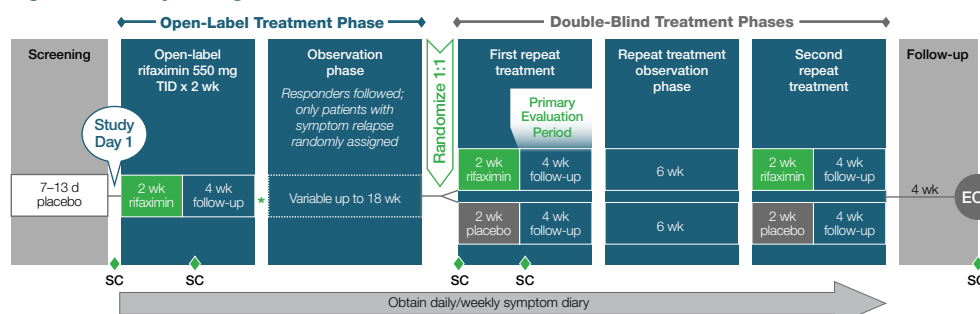 Open-Label Treatment Phase
Double-Blind Treatment Phases
Screening
Open-label
rifaximin 550 mg
TID x 2 wk
Observation
phase
Responders followed;
only patients with
symptom relapse
randomly assigned
Randomize 1:1
First repeat
treatment
Primary
Evaluation
Period
Repeat treatment
observation
phase
Second
repeat
treatment
Follow-up
Study
Day 1
7–13 d
placebo
2 wk
rifaximin
4 wk
follow-up
*
Variable up to 18 wk
2 wk
rifaximin
4 wk
follow-up
6 wk
2 wk
rifaximin
4 wk
follow-up
2 wk
placebo
4 wk
follow-up
6 wk
2 wk
placebo
4 wk
follow-up
4 wk
SC
SC
SC
SC
Obtain daily/weekly symptom diary